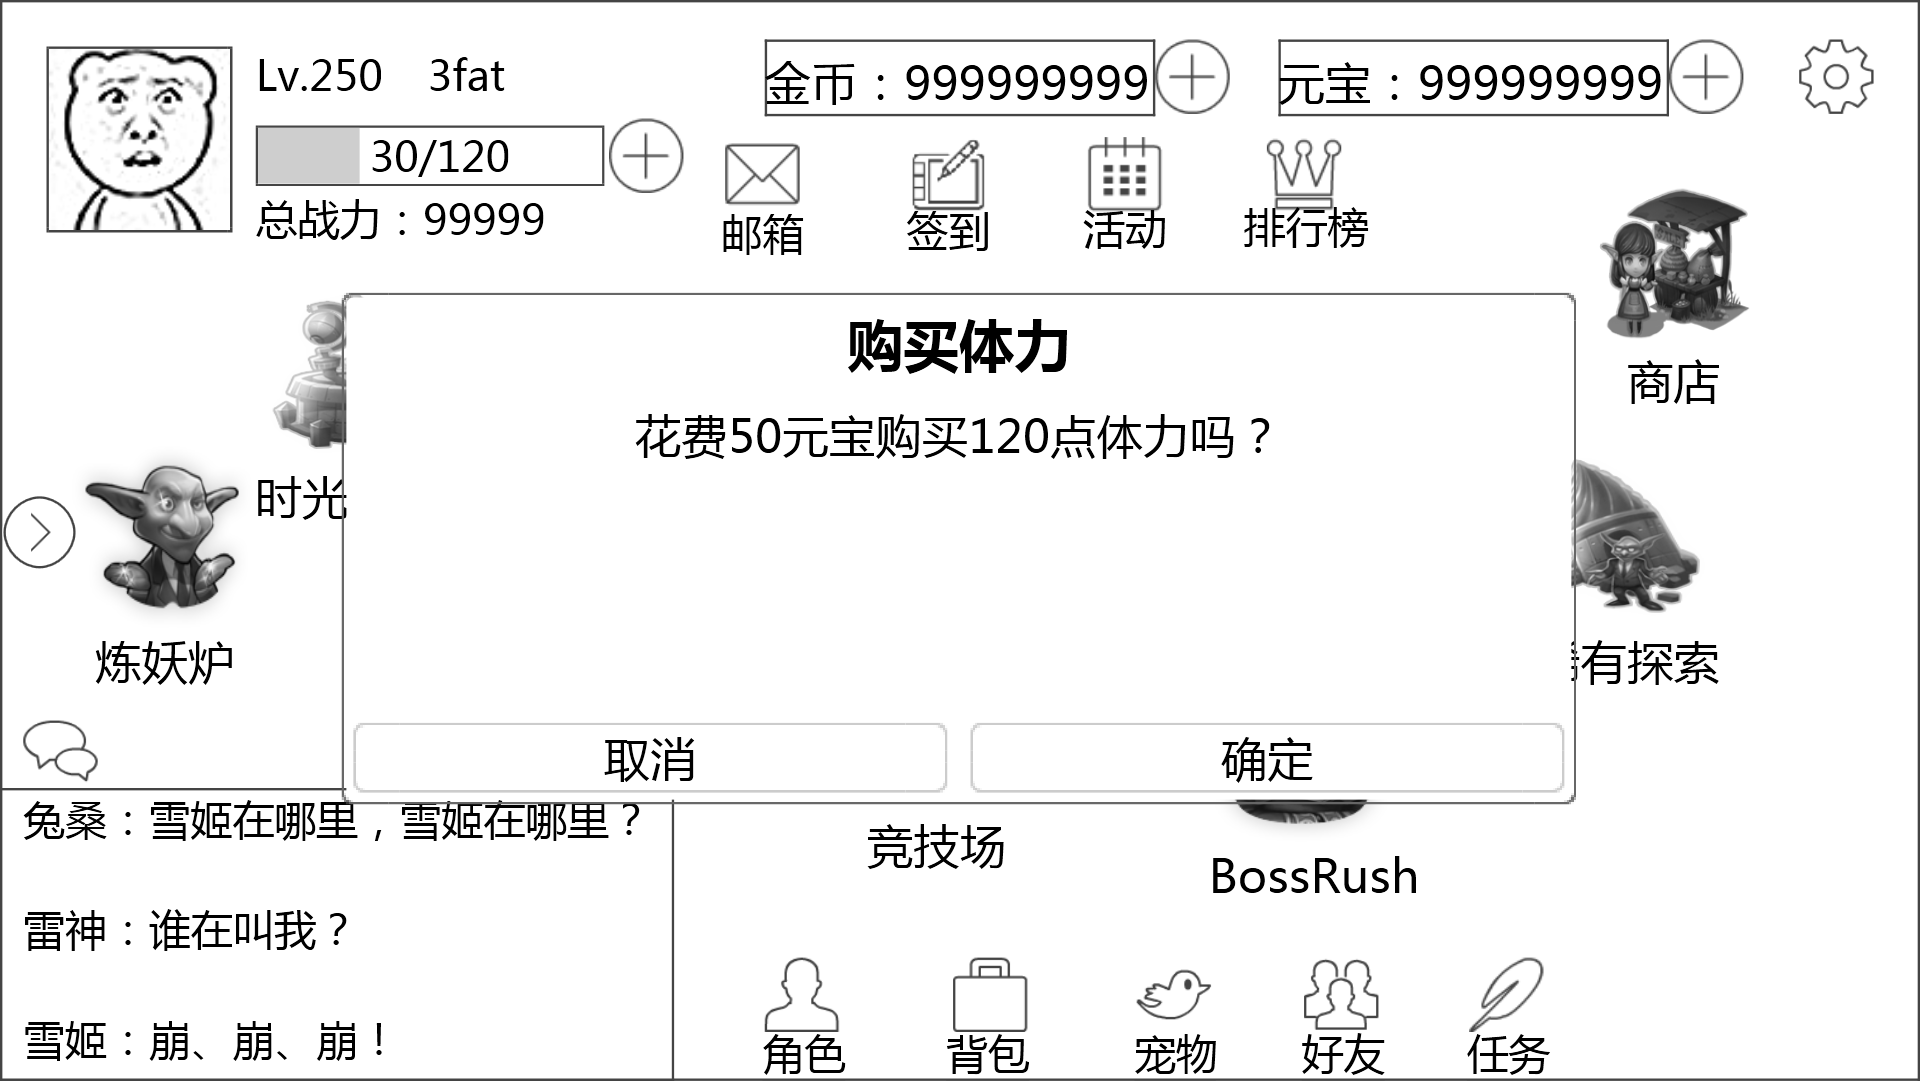 Lv.250 3fat
金币：999999999
元宝：999999999
30/120
总战力：99999
邮箱
签到
活动
排行榜
商店
购买体力
花费50元宝购买120点体力吗？
时光
炼妖炉
有探索
取消
确定
兔桑：雪姬在哪里，雪姬在哪里？
雷神：谁在叫我？
雪姬：崩、崩、崩！
竞技场
BossRush
角色
背包
宠物
好友
任务